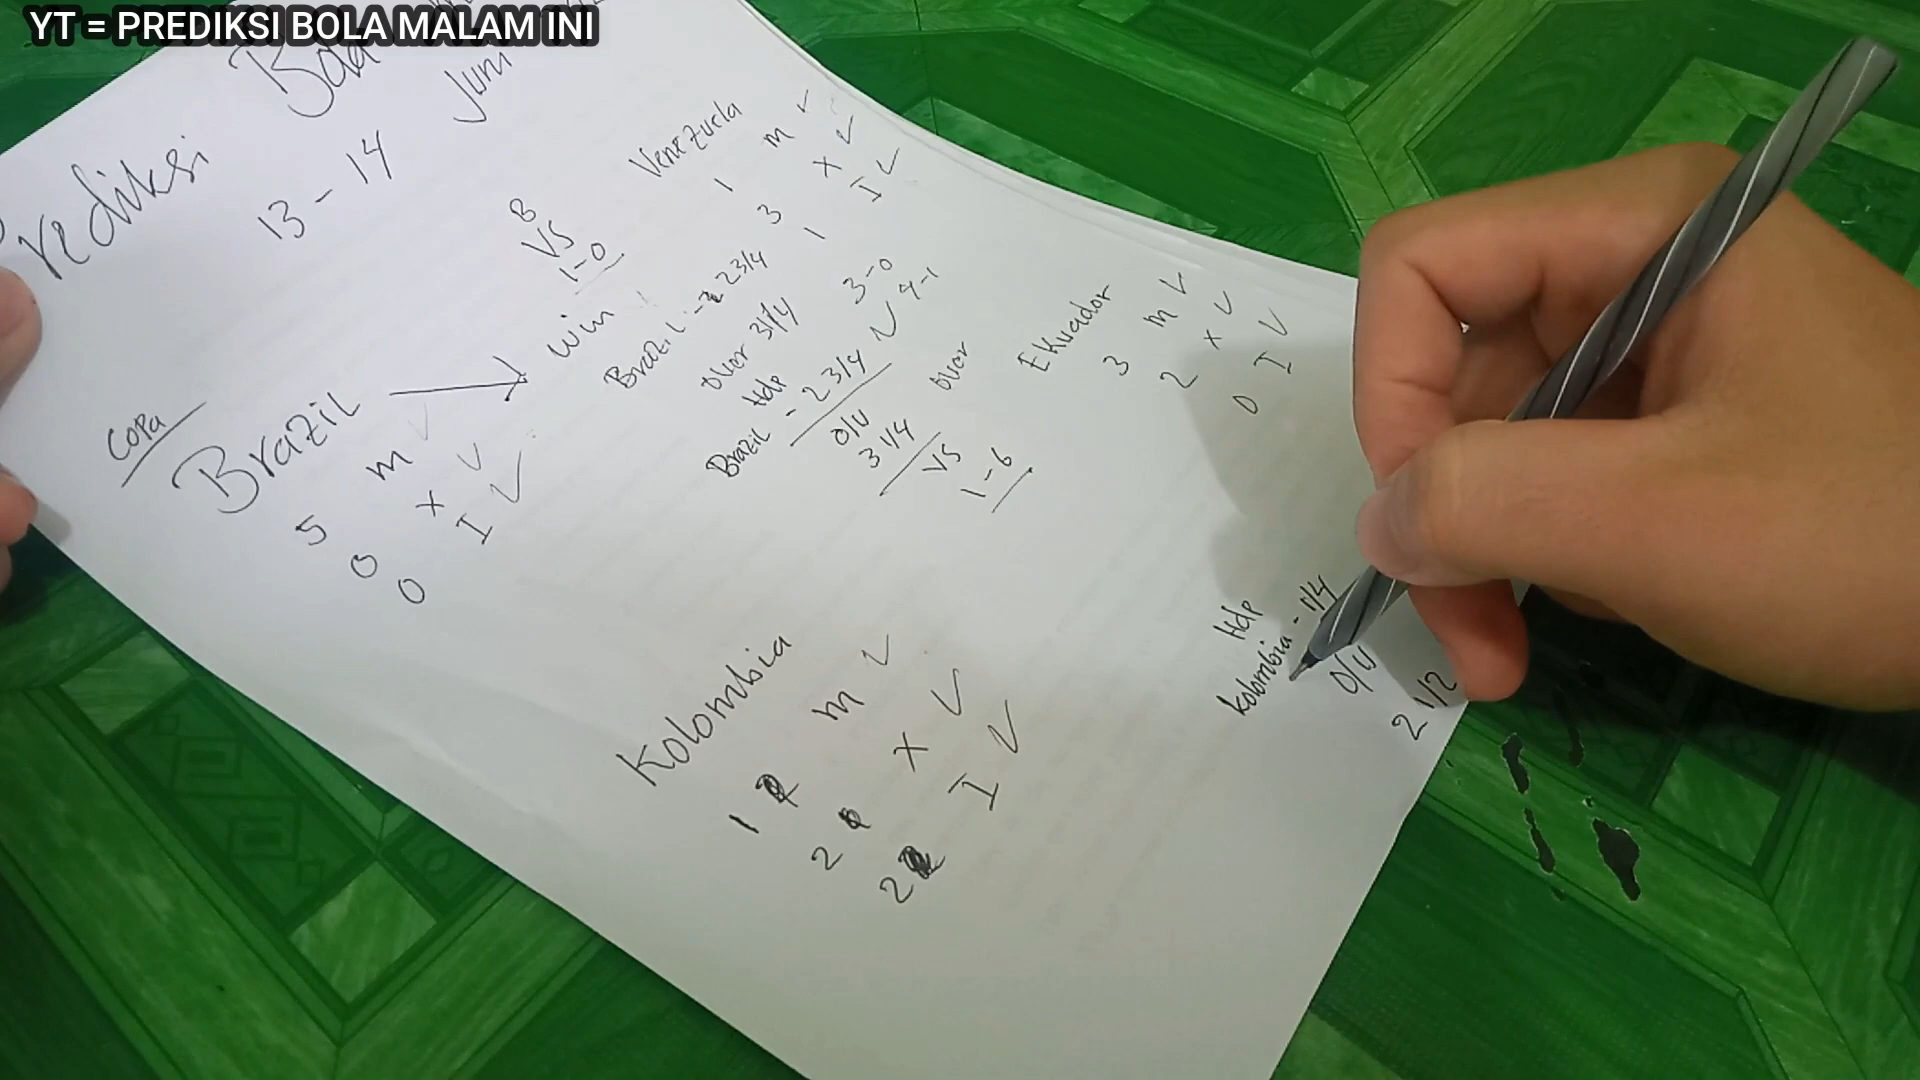 YT = PREDIKSI BOLA MALAM INI
Prediksi Bola
13 - 14 Juni
Copa
Brazil
win
5 m ✓
0 x ✓
0 I ✓
B
VS
1-0
Venezuela
1 m ✓
3 x ✓
1 I ✓
Brazil - 2 3/4
Over 3 1/4
3-0
4-1
Hdp
Brazil - 2 3/4 ✓
O/U
3 1/4 Over
VS
1-6
Kolombia
1 m ✓
2 x ✓
2 I ✓
Ekuador
3 m ✓
2 x ✓
0 I ✓
Hdp
Kolombia - 1/4
O/U
2 1/2